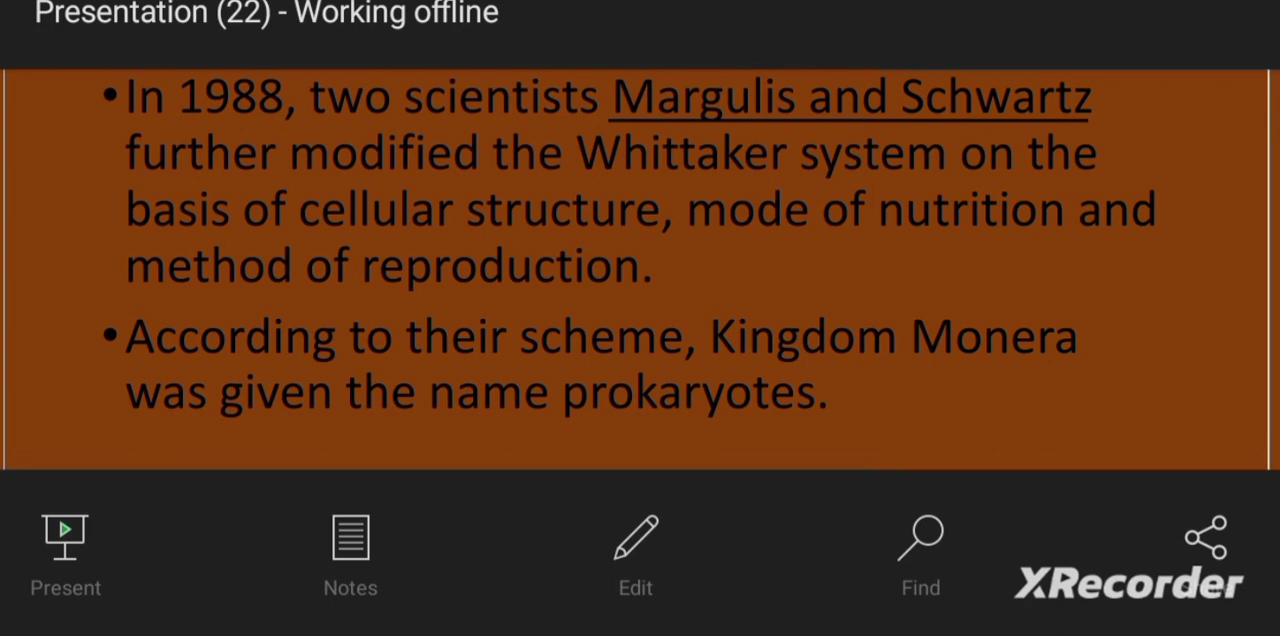 Presentation (22) - Working offline
•In 1988, two scientists Margulis and Schwartz
further modified the Whittaker system on the
basis of cellular structure, mode of nutrition and
method of reproduction.
•According to their scheme, Kingdom Monera
was given the name prokaryotes.
Present Notes Edit Find
XRecorder